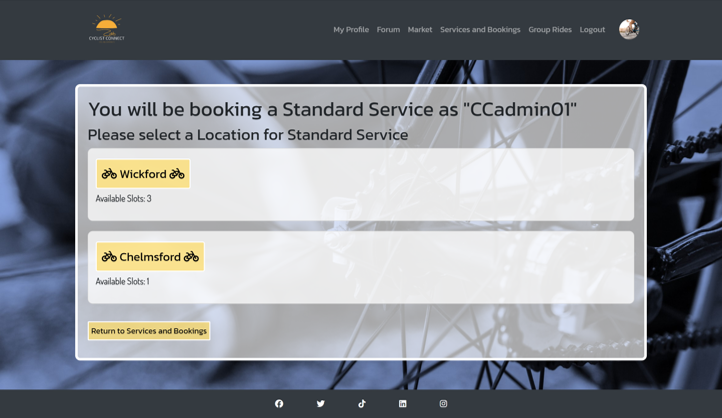 CYCLIST CONNECT
My Profile Forum Market Services and Bookings Group Rides Logout
You will be booking a Standard Service as "CCadmin01"
Please select a Location for Standard Service
Wickford
Available Slots: 3
Chelmsford
Available Slots: 1
Return to Services and Bookings